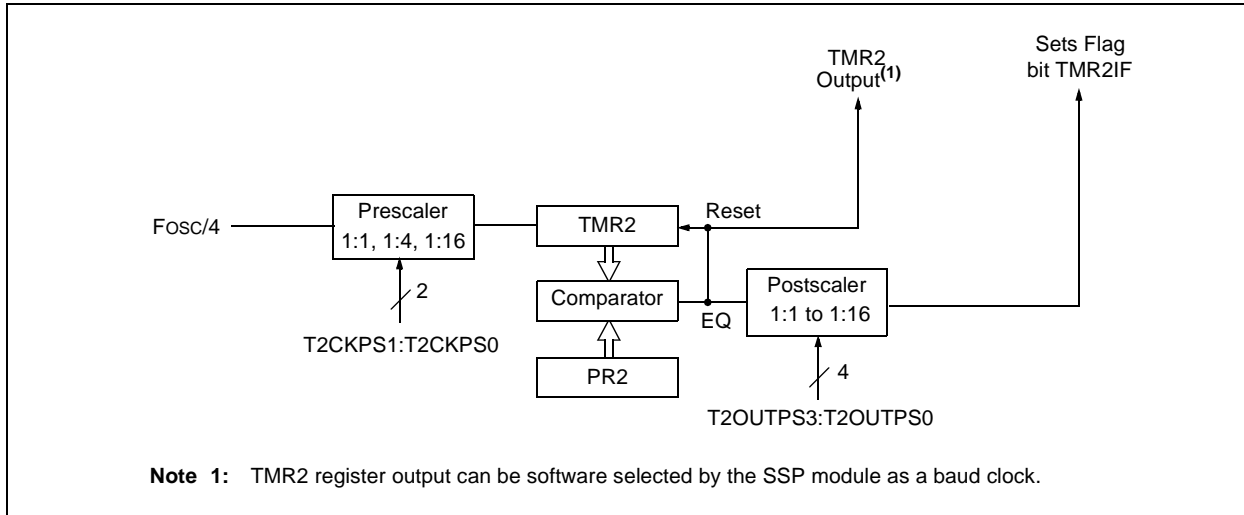 TMR2
Output(1)
Sets Flag
bit TMR2IF
FOSC/4
Prescaler
1:1, 1:4, 1:16
2
T2CKPS1:T2CKPS0
TMR2
Reset
Comparator
EQ
PR2
Postscaler
1:1 to 1:16
4
T2OUTPS3:T2OUTPS0
Note 1: TMR2 register output can be software selected by the SSP module as a baud clock.